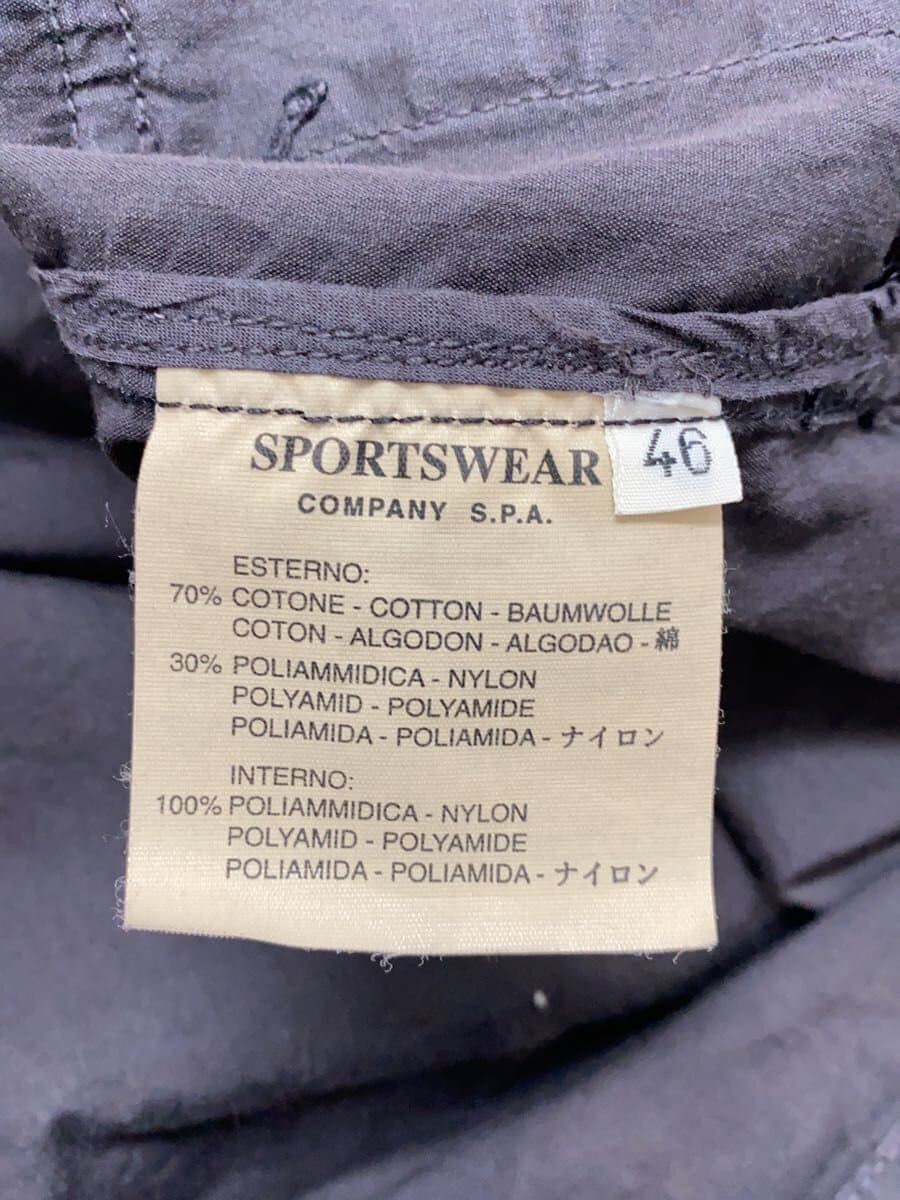 SPORTSWEAR
46
COMPANY S.P.A.
ESTERNO:
70% COTONE - COTTON - BAUMWOLLE
COTON - ALGODON - ALGODAO - 綿
30% POLIAMMIDICA - NYLON
POLYAMID - POLYAMIDE
POLIAMIDA - POLIAMIDA - ナイロン
INTERNO:
100% POLIAMMIDICA - NYLON
POLYAMID - POLYAMIDE
POLIAMIDA - POLIAMIDA - ナイロン